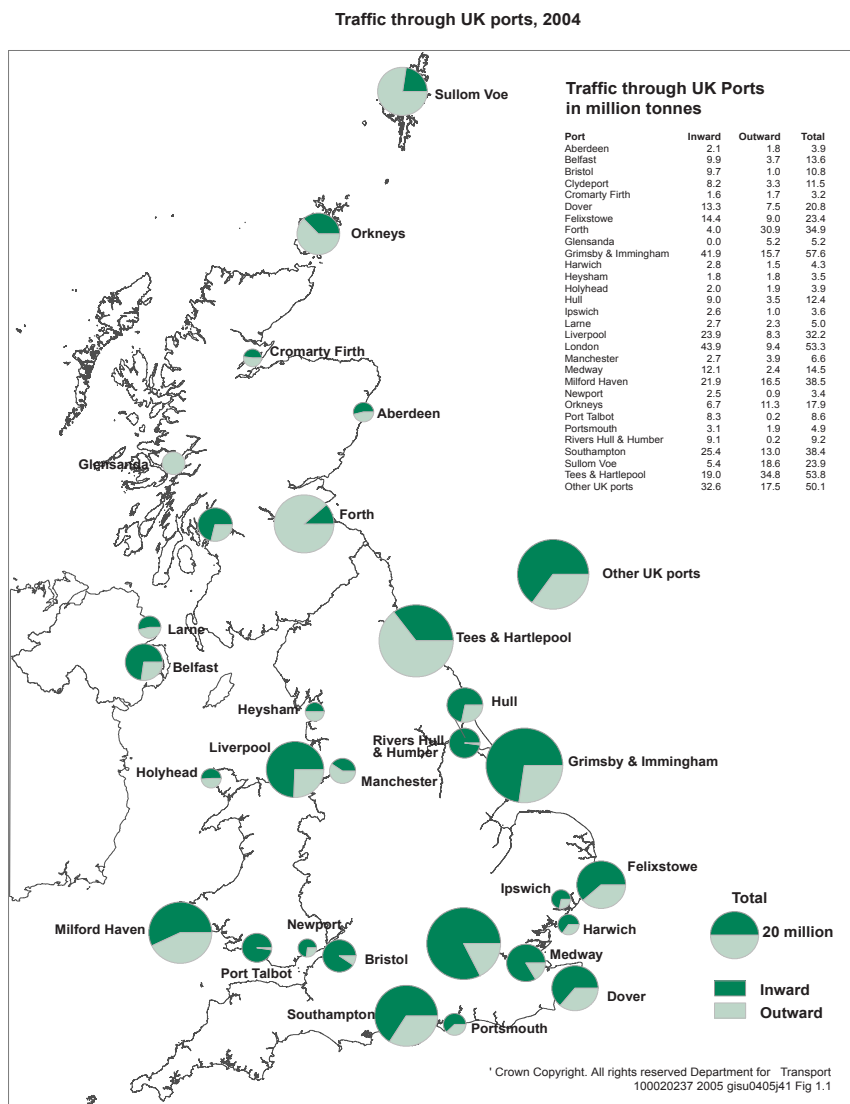 Traffic through UK ports, 2004
Sullom Voe
Traffic through UK Ports
in million tonnes
Port Inward Outward Total
Aberdeen 2.1 1.8 3.9
Belfast 9.9 3.7 13.6
Bristol 9.7 1.0 10.8
Clydeport 8.2 3.3 11.5
Cromarty Firth 1.6 1.7 3.2
Dover 13.3 7.5 20.8
Felixstowe 14.4 9.0 23.4
Forth 4.0 30.9 34.9
Glensanda 0.0 5.2 5.2
Grimsby & Immingham 41.9 15.7 57.6
Harwich 2.8 1.5 4.3
Heysham 1.8 1.8 3.5
Holyhead 2.0 1.9 3.9
Hull 9.0 3.5 12.4
Ipswich 2.6 1.0 3.6
Larne 2.7 2.3 5.0
Liverpool 23.9 8.3 32.2
London 43.9 9.4 53.3
Manchester 2.7 3.9 6.6
Medway 12.1 2.4 14.5
Milford Haven 21.9 16.5 38.5
Newport 2.5 0.9 3.4
Orkneys 6.7 11.3 17.9
Port Talbot 8.3 0.2 8.6
Portsmouth 3.1 1.9 4.9
Rivers Hull & Humber 9.1 0.2 9.2
Southampton 25.4 13.0 38.4
Sullom Voe 5.4 18.6 23.9
Tees & Hartlepool 19.0 34.8 53.8
Other UK ports 32.6 17.5 50.1
Orkneys
Cromarty Firth
Aberdeen
Glensanda
Forth
Other UK ports
Larne
Tees & Hartlepool
Belfast
Heysham
Hull
Rivers Hull
& Humber
Liverpool
Grimsby & Immingham
Holyhead
Manchester
Felixstowe
Ipswich
Total
20 million
Harwich
Milford Haven
Newport
Medway
Bristol
Port Talbot
Inward
Dover
Outward
Southampton
Portsmouth
' Crown Copyright. All rights reserved Department for Transport
100020237 2005 gisu0405j41 Fig 1.1